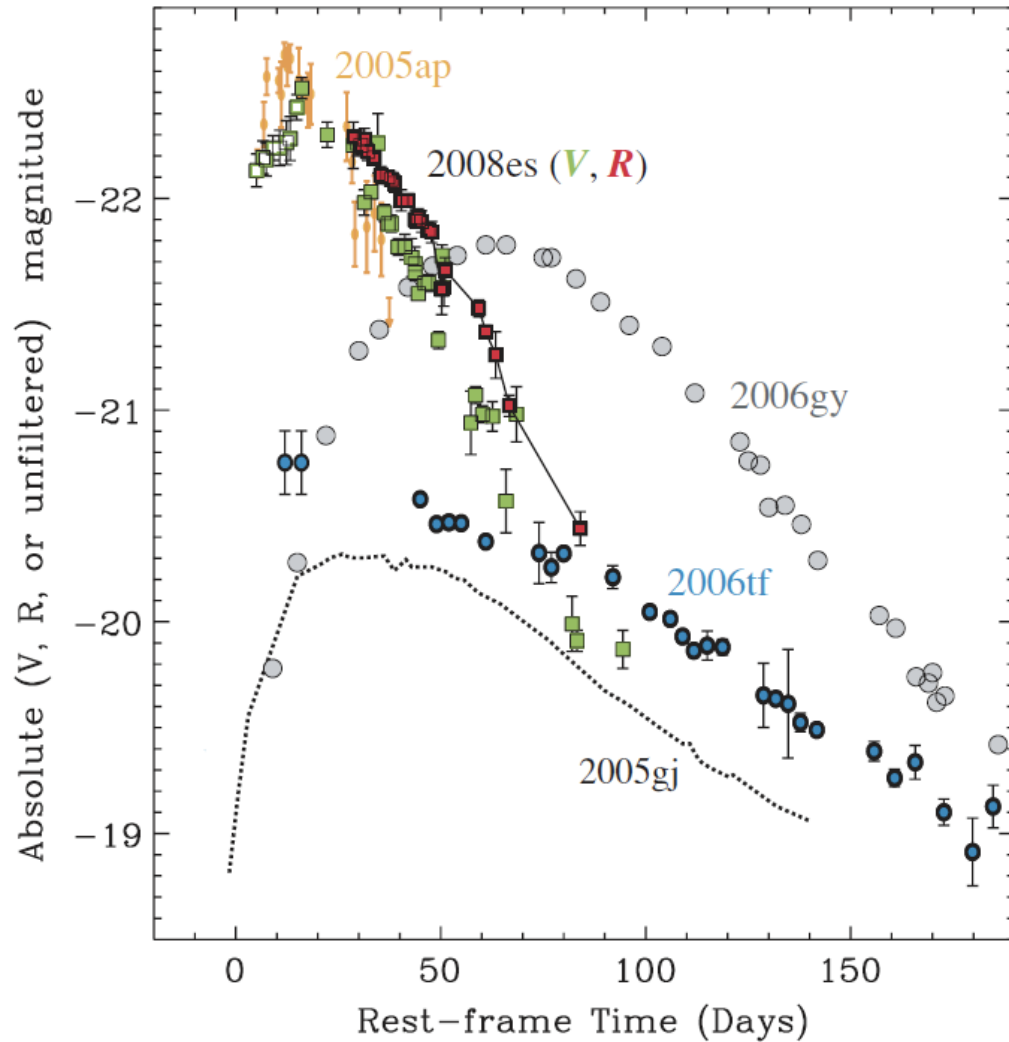 2005ap
2008es (V, R)
2006gy
2006tf
2005gj
-22
-21
-20
-19
0 50 100 150
Rest-frame Time (Days)
Absolute (V, R, or unfiltered) magnitude